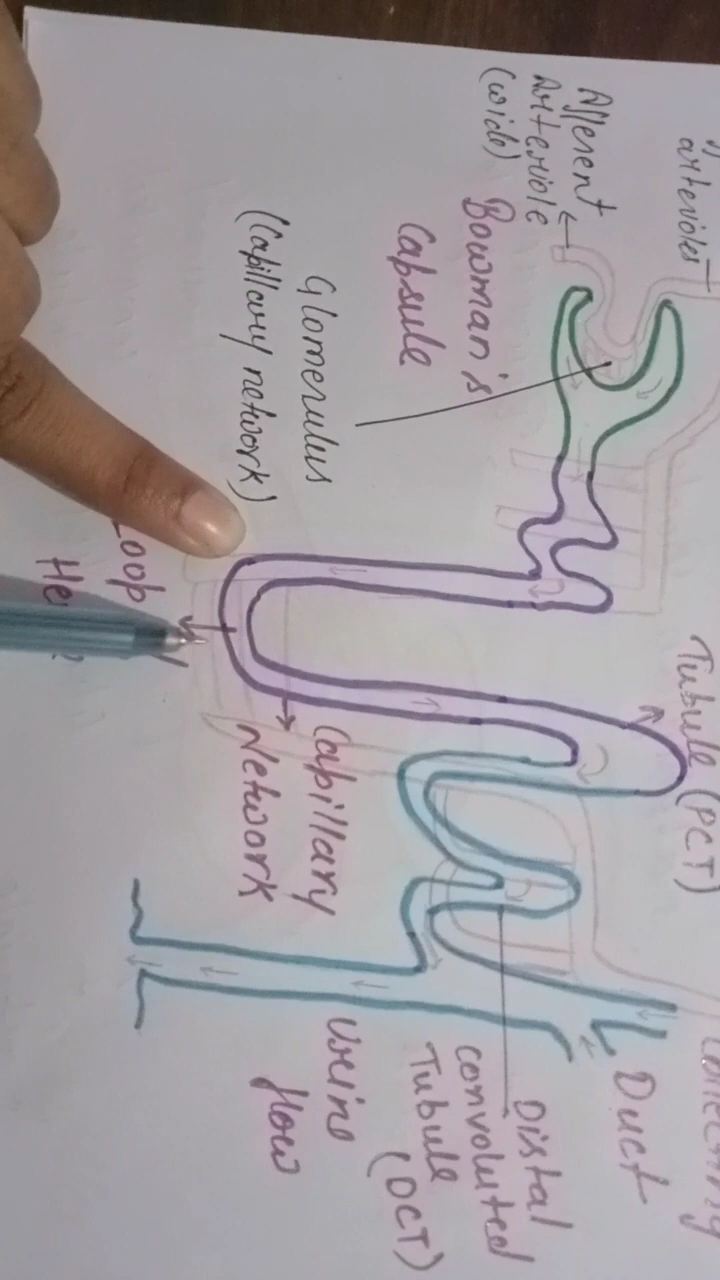 arterioles
Afferent
Arteriole
(wide)
Bowman's
Capsule
Glomerulus
(Capillary network)
Tubule (PCT)
Loop
He
Capillary
Network
Duct
Distal
convoluted
Tubule
(DCT)
Urine
flow